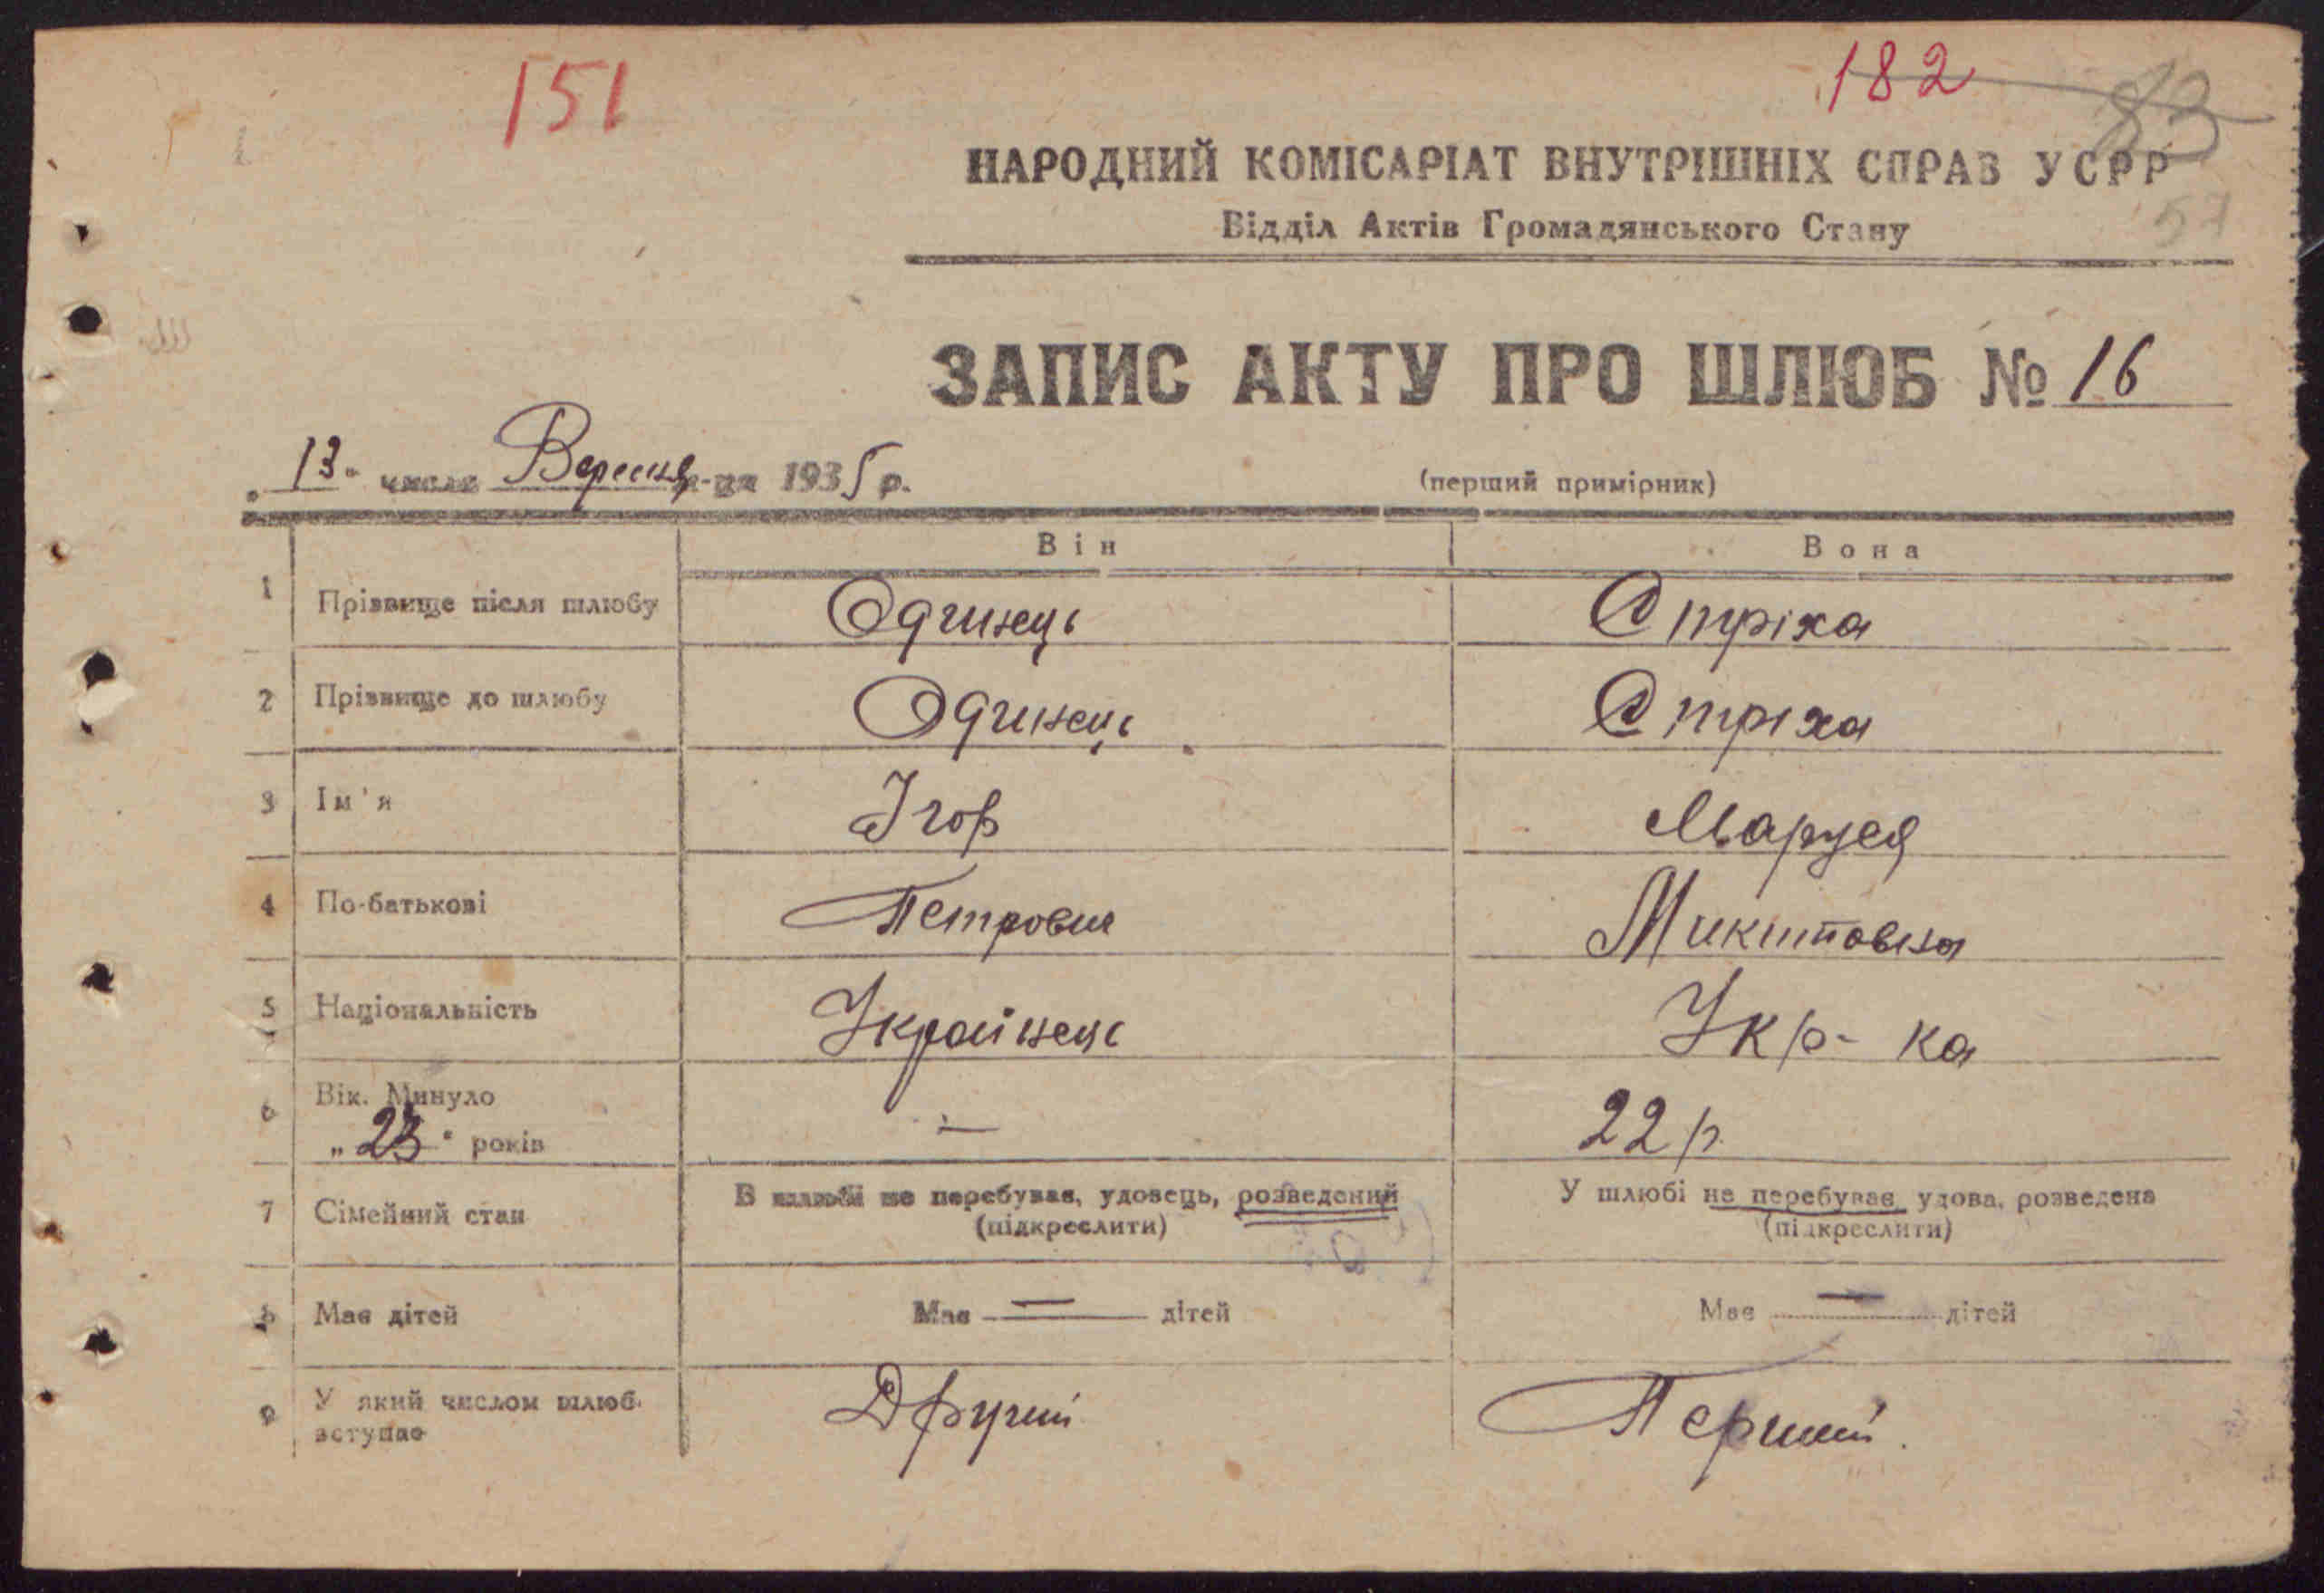 151
182
83
57
НАРОДНИЙ КОМІСАРІАТ ВНУТРІШНІХ СПРАВ УСРР
Відділ Актів Громадянського Стану
ЗАПИС АКТУ ПРО ШЛЮБ № 16
„13“ числа Вересня м-ця 1935 р.
(перший примірник)
Він Вона
1 Прізвище після шлюбу Одинець Стріха
2 Прізвище до шлюбу Одинець Стріха
3 Ім'я Ігор Маруся
4 По-батькові Петрович Микитовна
5 Національність Українець Укр-ка
6 Вік. Минуло
„23“ років — 22 р.
7 Сімейний стан В шлюбі не перебував, удовець, розведений У шлюбі не перебуває, удова, розведена
(підкреслити) (підкреслити)
8 Має дітей Має — дітей Має — дітей
9 У який числом шлюб Другий Перший.
вступає